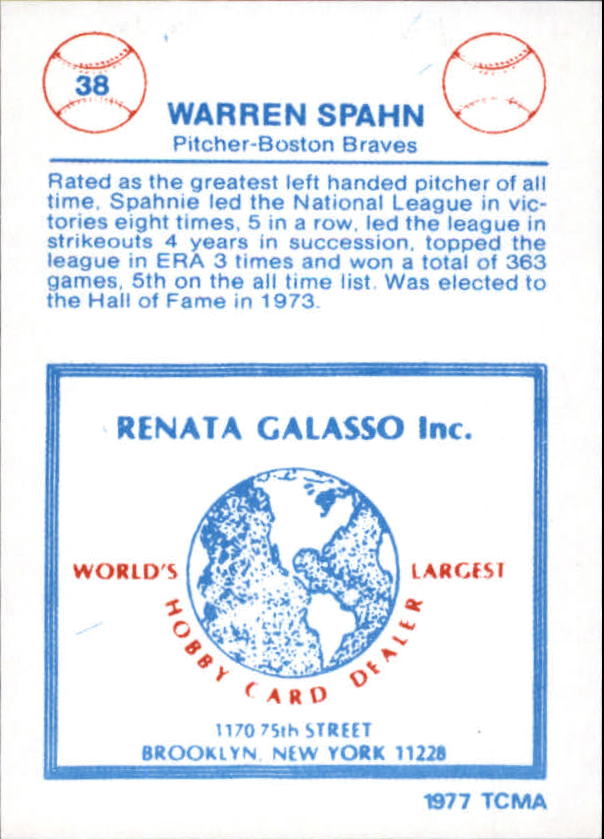 38
WARREN SPAHN
Pitcher-Boston Braves
Rated as the greatest left handed pitcher of all
time, Spahnie led the National League in vic-
tories eight times, 5 in a row, led the league in
strikeouts 4 years in succession, topped the
league in ERA 3 times and won a total of 363
games, 5th on the all time list. Was elected to
the Hall of Fame in 1973.
RENATA GALASSO Inc.
WORLD'S LARGEST
HOBBY CARD DEALER
1170 75th STREET
BROOKLYN, NEW YORK 11228
1977 TCMA